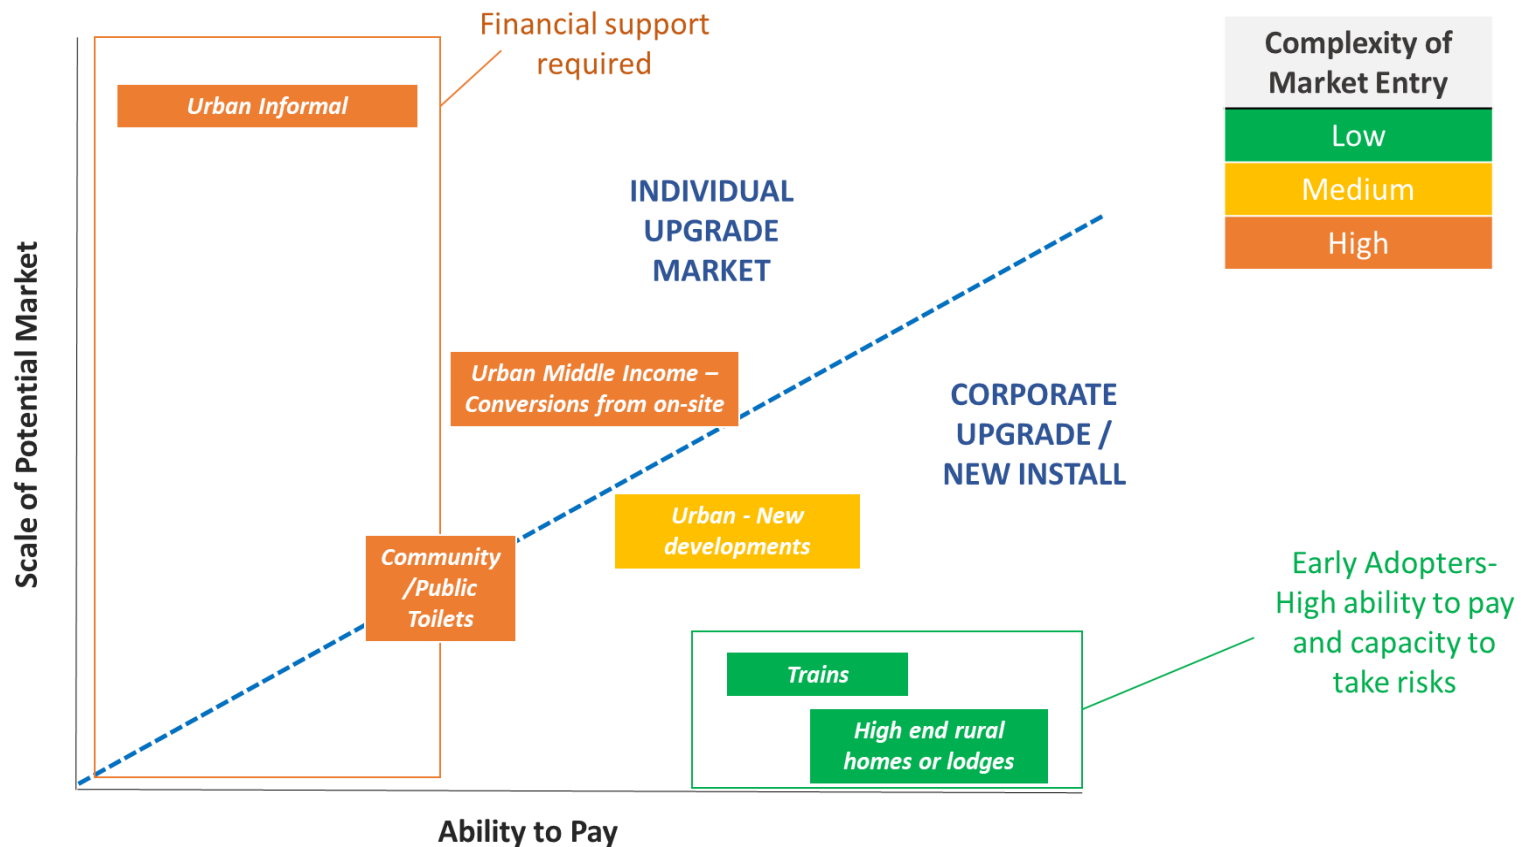 Financial support
required
Complexity of
Market Entry
Low
Medium
High
Urban Informal
INDIVIDUAL
UPGRADE
MARKET
Scale of Potential Market
Urban Middle Income –
Conversions from on-site
CORPORATE
UPGRADE /
NEW INSTALL
Urban - New
developments
Community
/Public
Toilets
Early Adopters-
High ability to pay
and capacity to
take risks
Trains
High end rural
homes or lodges
Ability to Pay